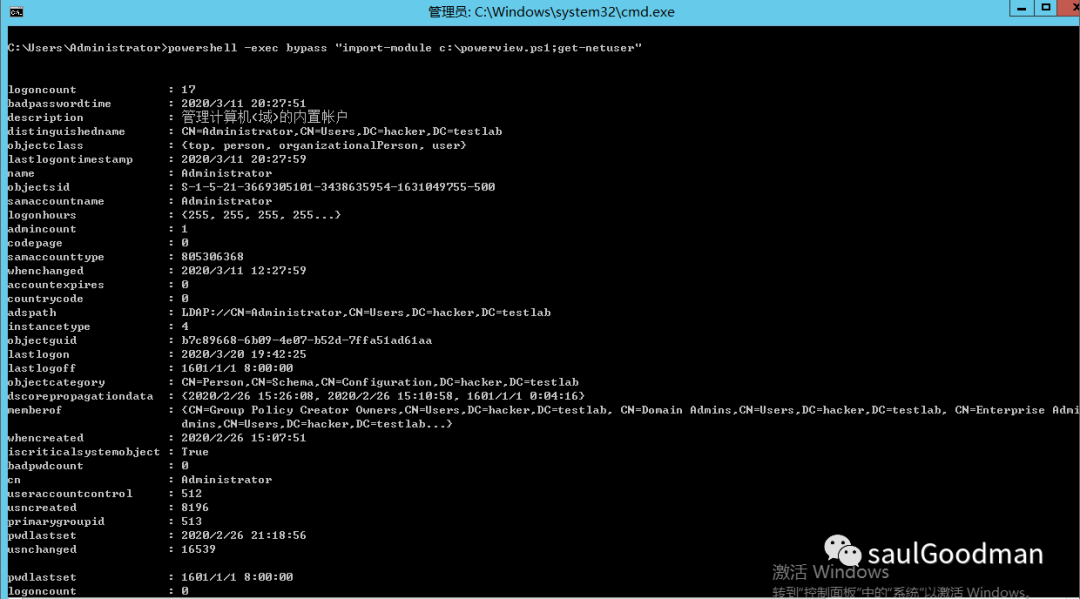 管理员: C:\Windows\system32\cmd.exe
C:\Users\Administrator>powershell -exec bypass "import-module c:\powerview.ps1;get-netuser"
logoncount : 17
badpasswordtime : 2020/3/11 20:27:51
description : 管理计算机<域>的内置帐户
distinguishedname : CN=Administrator,CN=Users,DC=hacker,DC=testlab
objectclass : {top, person, organizationalPerson, user}
lastlogontimestamp : 2020/3/11 20:27:59
name : Administrator
objectsid : S-1-5-21-3669305101-3438635954-1631049755-500
samaccountname : Administrator
logonhours : {255, 255, 255, 255...}
admincount : 1
codepage : 0
samaccounttype : 805306368
whenchanged : 2020/3/11 12:27:59
accountexpires : 0
countrycode : 0
adspath : LDAP://CN=Administrator,CN=Users,DC=hacker,DC=testlab
instancetype : 4
objectguid : b7c89668-6b09-4e07-b52d-7ffa51ad61aa
lastlogon : 2020/3/20 19:42:25
lastlogoff : 1601/1/1 8:00:00
objectcategory : CN=Person,CN=Schema,CN=Configuration,DC=hacker,DC=testlab
dscorepropagationdata : {2020/2/26 15:26:08, 2020/2/26 15:10:58, 1601/1/1 0:04:16}
memberof : {CN=Group Policy Creator Owners,CN=Users,DC=hacker,DC=testlab, CN=Domain Admins,CN=Users,DC=hacker,DC=testlab, CN=Enterprise Admi
dmins,CN=Users,DC=hacker,DC=testlab...}
whencreated : 2020/2/26 15:07:51
iscriticalsystemobject : True
badpwdcount : 0
cn : Administrator
useraccountcontrol : 512
usncreated : 8196
primarygroupid : 513
pwdlastset : 2020/2/26 21:18:56
usnchanged : 16539
pwdlastset : 1601/1/1 8:00:00
logoncount : 0
saulGoodman
激活 Windows
转到"控制面板"中的"系统"以激活 Windows。